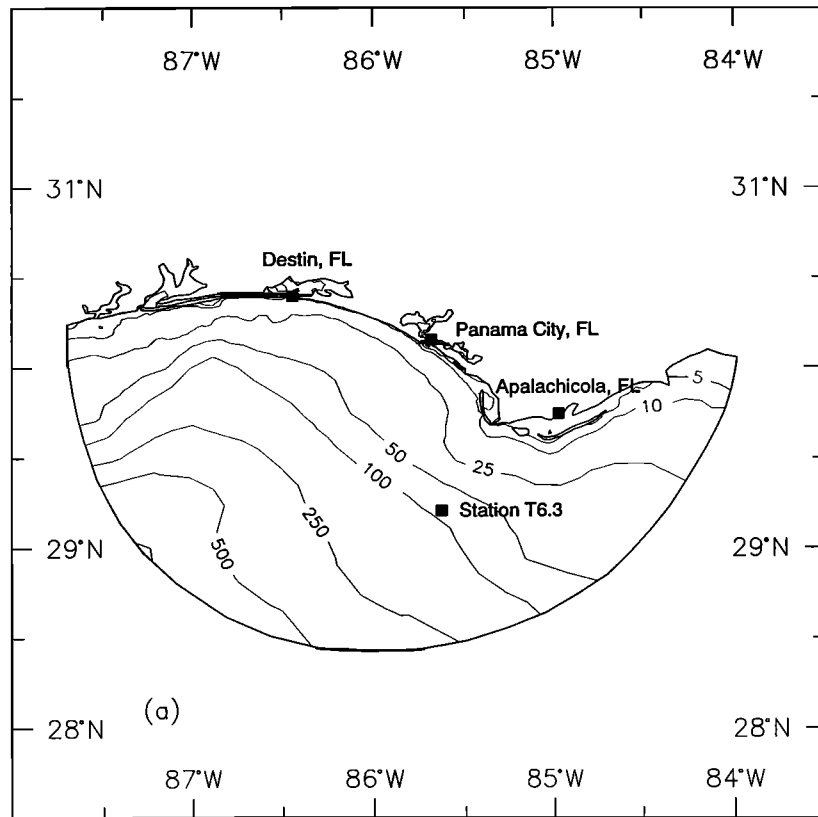 87°W 86°W 85°W 84°W
31°N 31°N
Destin, FL
Panama City, FL
Apalachicola, FL
5
10
50
25
100
Station T6.3
250
500
29°N 29°N
(a)
28°N 28°N
87°W 86°W 85°W 84°W